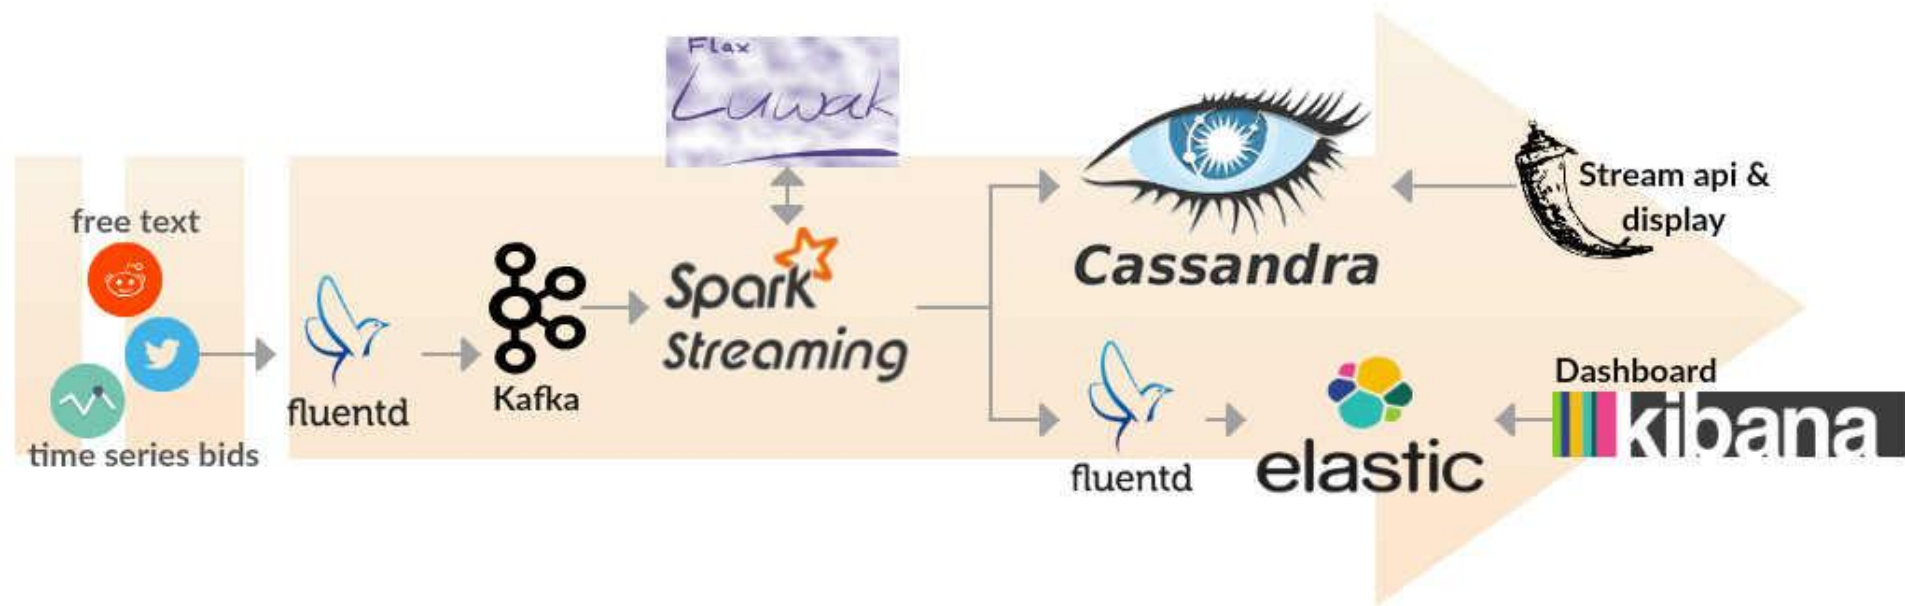 Flax
Luwak
free text
time series bids
fluentd
Kafka
Spark
Streaming
Cassandra
Stream api &
display
fluentd
elastic
Dashboard
kibana